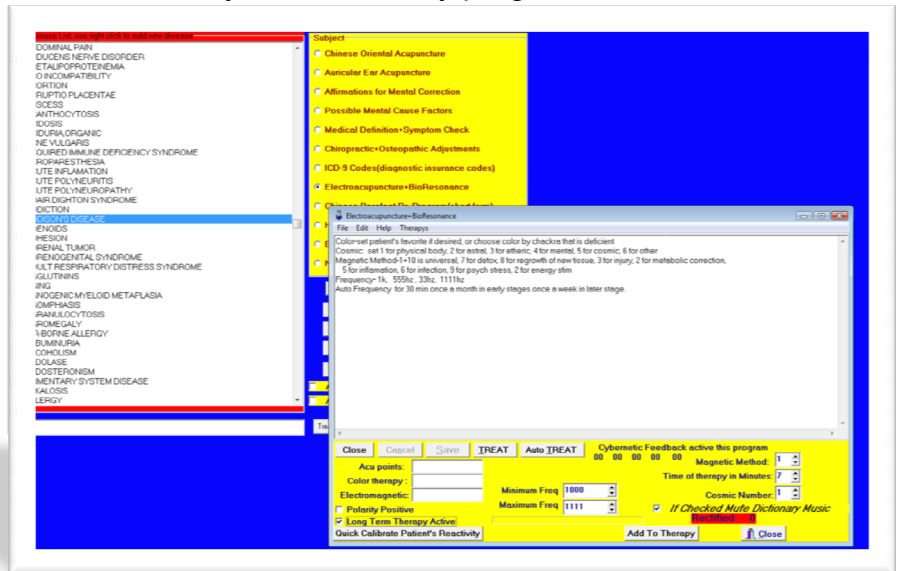 Disease List, use right click to add new disease
DOMINAL PAIN
DUCENS NERVE DISORDER
ETALIPOPROTEINEMIA
O INCOMPATIBILITY
ORTION
RUPTIO PLACENTAE
SCESS
ANTHOCYTOSIS
IDOSIS
IDURIA,ORGANIC
NE VULGARIS
QUIRED IMMUNE DEFICIENCY SYNDROME
ROPARESTHESIA
UTE INFLAMATION
UTE POLYNEURITIS
UTE POLYNEUROPATHY
AIR DIGHTON SYNDROME
DICTION
DISON'S DISEASE
ENOIDS
HESION
RENAL TUMOR
RENOGENITAL SYNDROME
ULT RESPIRATORY DISTRESS SYNDROME
GLUTININS
ING
NOGENIC MYELOID METAPLASIA
IOMPHIASIS
RANULOCYTOSIS
ROMEGALY
R-BORNE ALLERGY
BUMINURIA
COHOLISM
DOLASE
DOSTERONISM
IMENTARY SYSTEM DISEASE
KALOSIS
LERGY
Subject
Chinese Oriental Acupuncture
Auricular Ear Acupuncture
Affirmations for Mental Correction
Possible Mental Cause Factors
Medical Definition+Symptom Check
Chiropractic+Osteopathic Adjustments
ICD-9 Codes(diagnostic insurance codes)
Electroacupuncture+BioResonance
Electroacupuncture+BioResonance
File Edit Help Therapys
Color-set patient's favorite if desired, or choose color by chackra that is deficient
Cosmic: set 1 for physical body, 2 for astral, 3 for etheric, 4 for mental, 5 for cosmic, 6 for other
Magnetic Method-1+10 is universal, 7 for detox, 8 for regrowth of new tissue, 3 for injury, 2 for metabolic correction,
5 for inflamation, 6 for infection, 9 for psych stress, 2 for energy stim
Frequency-1k, 555hz, 33hz, 1111hz
Auto Frequency for 30 min once a month in early stages once a week in later stage.
Close Cancel Save TREAT Auto TREAT Cybernetic Feedback active this program
00 00 00 00 00 Magnetic Method: 1
Acu points: Time of therapy in Minutes: 7
Color therapy :
Electromagnetic: Minimum Freq 1000 Cosmic Number: 1
Polarity Positive Maximum Freq 1111 If Checked Mute Dictionary Music
Long Term Therapy Active Rectified 0
Quick Calibrate Patient's Reactivity Add To Therapy Close